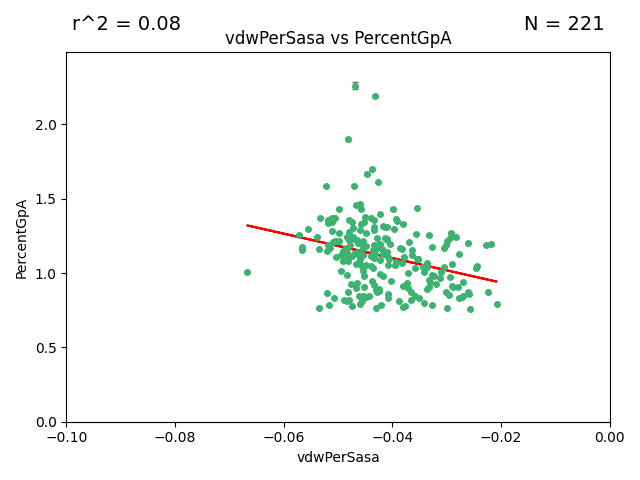 r^2 = 0.08
N = 221
vdwPerSasa vs PercentGpA
PercentGpA
2.0
1.5
1.0
0.5
0.0
−0.10 −0.08 −0.06 −0.04 −0.02 0.00
vdwPerSasa